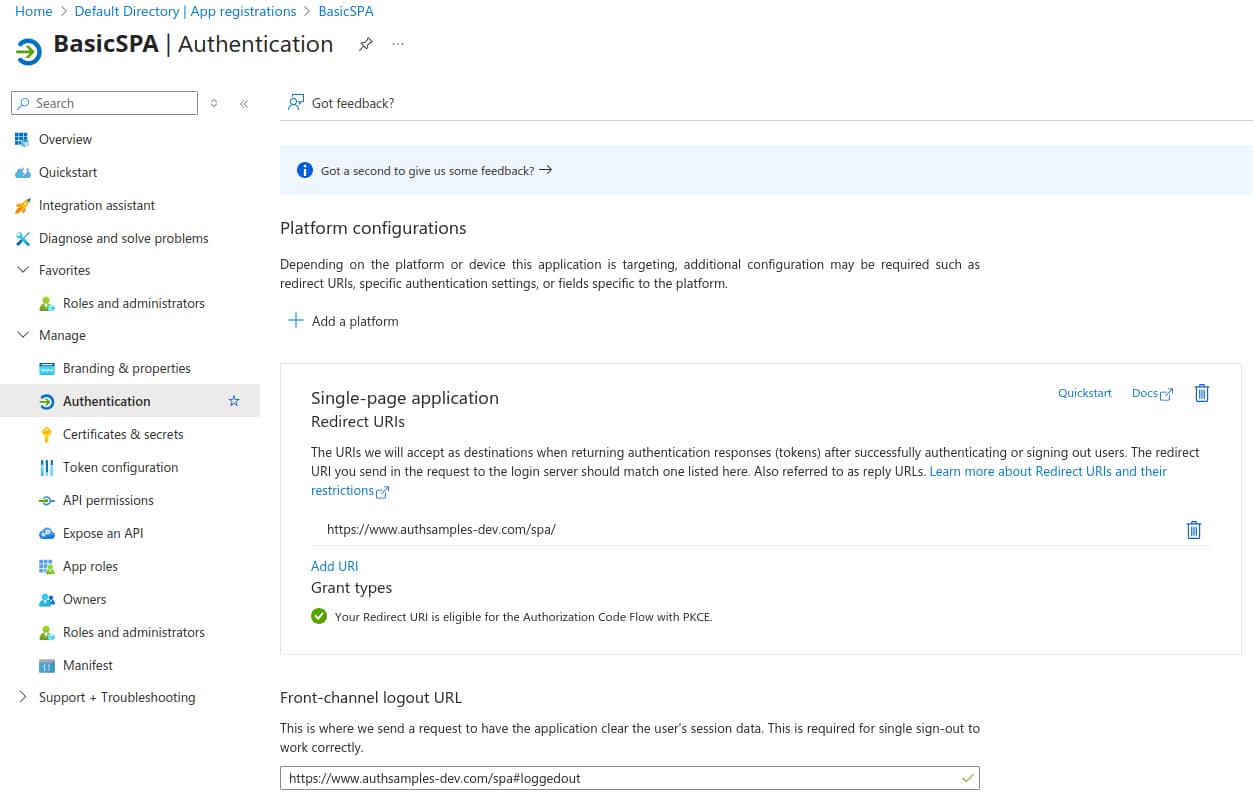 Home > Default Directory | App registrations > BasicSPA
BasicSPA | Authentication
Search
Overview
Quickstart
Integration assistant
Diagnose and solve problems
Favorites
Roles and administrators
Manage
Branding & properties
Authentication
Certificates & secrets
Token configuration
API permissions
Expose an API
App roles
Owners
Roles and administrators
Manifest
Support + Troubleshooting
Got feedback?
Got a second to give us some feedback? →
Platform configurations
Depending on the platform or device this application is targeting, additional configuration may be required such as
redirect URIs, specific authentication settings, or fields specific to the platform.
Add a platform
Single-page application
Quickstart Docs
Redirect URIs
The URIs we will accept as destinations when returning authentication responses (tokens) after successfully authenticating or signing out users. The redirect
URI you send in the request to the login server should match one listed here. Also referred to as reply URLs. Learn more about Redirect URIs and their
restrictions
https://www.authsamples-dev.com/spa/
Add URI
Grant types
Your Redirect URI is eligible for the Authorization Code Flow with PKCE.
Front-channel logout URL
This is where we send a request to have the application clear the user's session data. This is required for single sign-out to
work correctly.
https://www.authsamples-dev.com/spa#loggedout